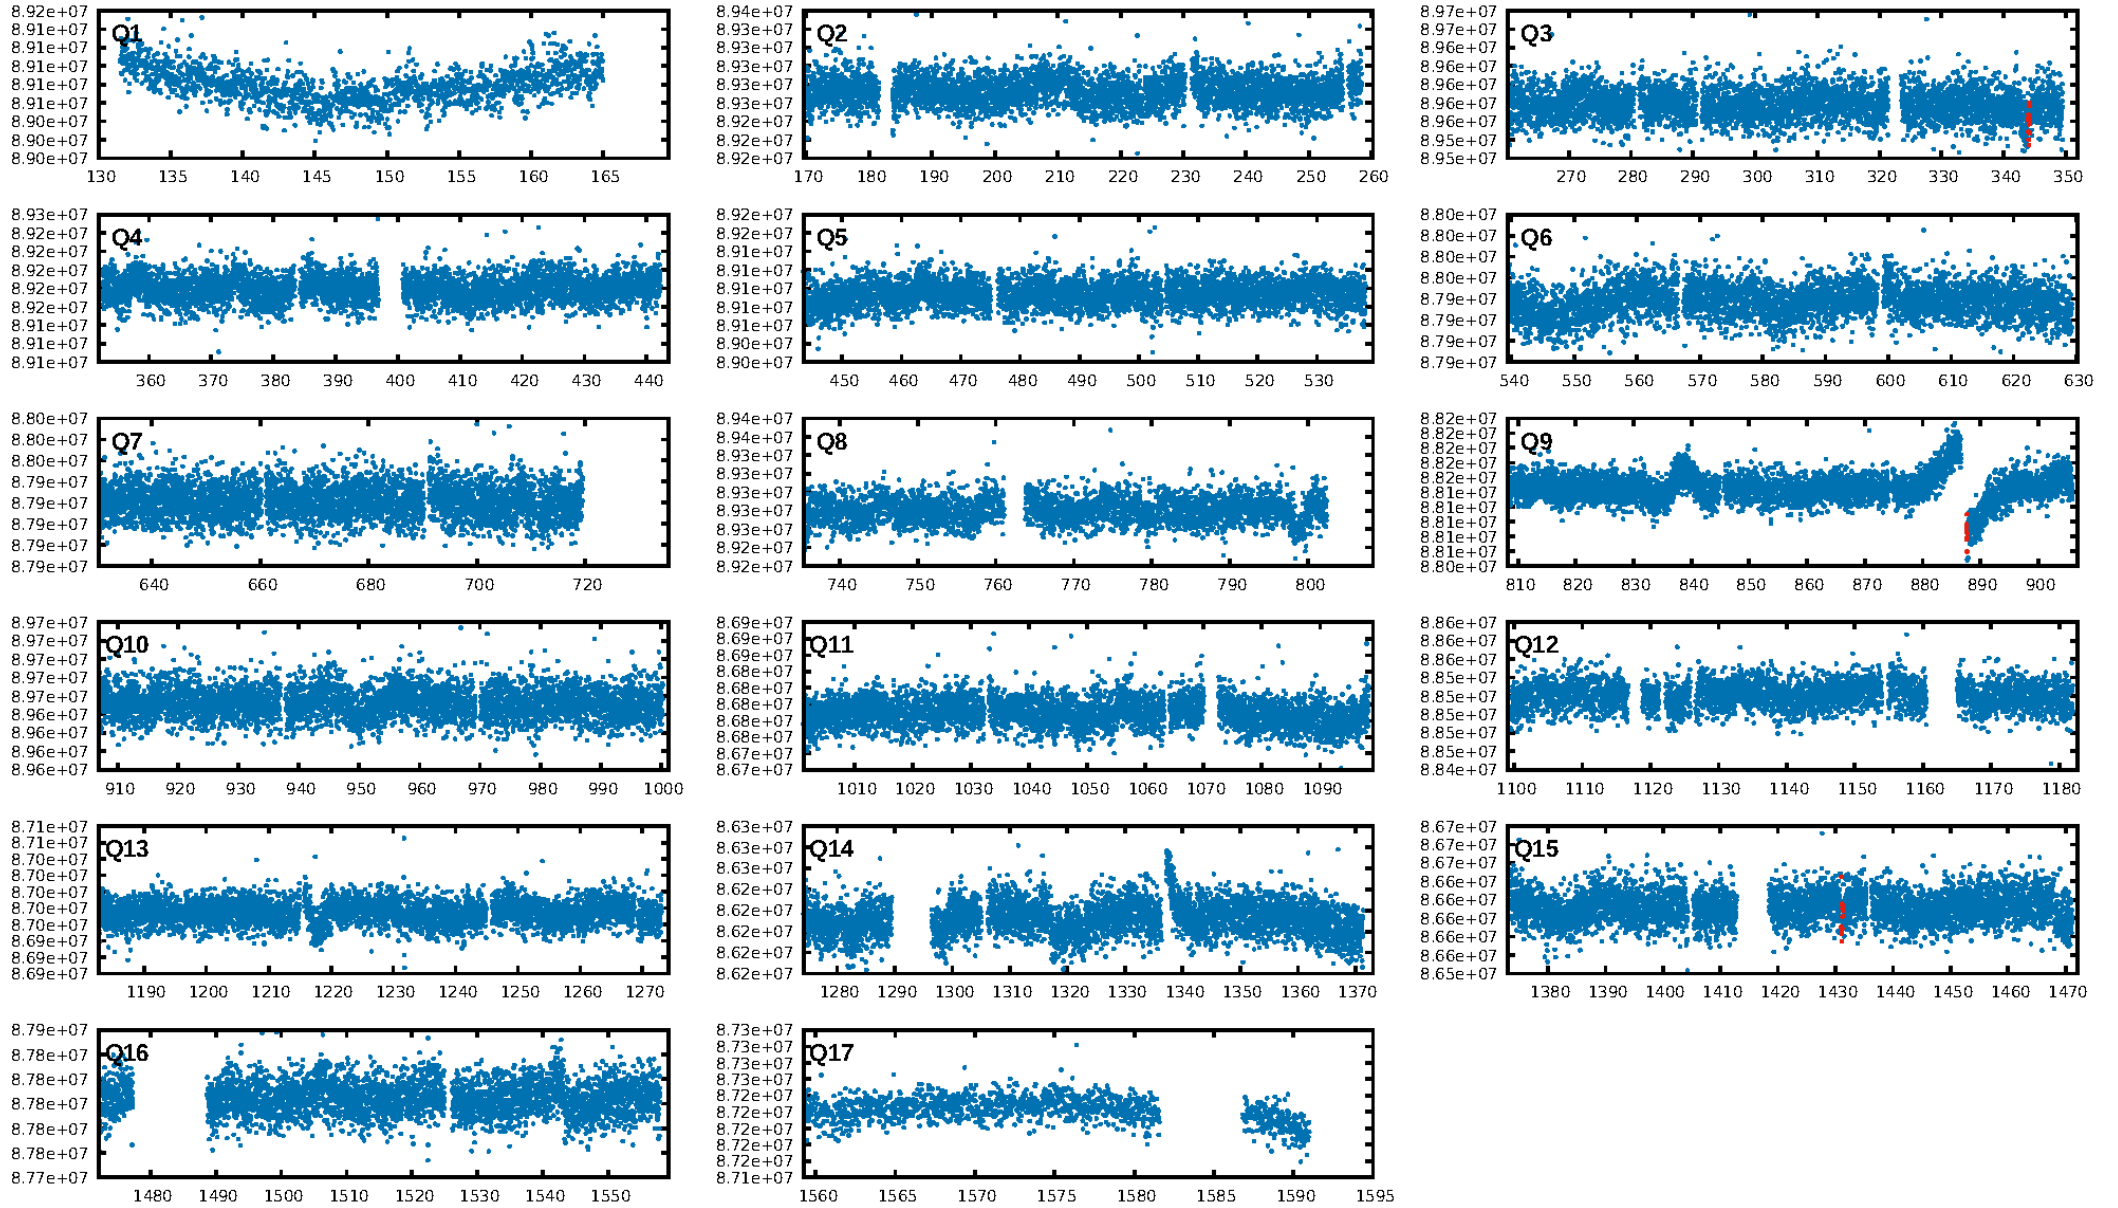 8.92e+07
8.91e+07
Q1
8.91e+07
8.91e+07
8.91e+07
8.91e+07
8.90e+07
8.90e+07
8.90e+07
130 135 140 145 150 155 160 165
8.94e+07
8.93e+07
Q2
8.93e+07
8.93e+07
8.93e+07
8.93e+07
8.92e+07
8.92e+07
8.92e+07
170 180 190 200 210 220 230 240 250 260
8.97e+07
8.97e+07
Q3
8.96e+07
8.96e+07
8.96e+07
8.96e+07
8.96e+07
8.95e+07
8.95e+07
270 280 290 300 310 320 330 340 350
8.93e+07
8.92e+07
Q4
8.92e+07
8.92e+07
8.92e+07
8.92e+07
8.91e+07
8.91e+07
8.91e+07
360 370 380 390 400 410 420 430 440
8.92e+07
8.91e+07
Q5
8.91e+07
8.91e+07
8.91e+07
8.91e+07
8.91e+07
8.90e+07
8.90e+07
450 460 470 480 490 500 510 520 530
8.80e+07
8.80e+07
Q6
8.80e+07
8.80e+07
8.79e+07
8.79e+07
8.79e+07
8.79e+07
540 550 560 570 580 590 600 610 620 630
8.80e+07
8.80e+07
Q7
8.80e+07
8.79e+07
8.79e+07
8.79e+07
8.79e+07
8.79e+07
640 660 680 700 720
8.94e+07
8.94e+07
Q8
8.93e+07
8.93e+07
8.93e+07
8.93e+07
8.93e+07
8.92e+07
8.92e+07
740 750 760 770 780 790 800
8.82e+07
8.82e+07
Q9
8.82e+07
8.82e+07
8.82e+07
8.81e+07
8.81e+07
8.81e+07
8.81e+07
8.81e+07
8.80e+07
810 820 830 840 850 860 870 880 890 900
8.97e+07
8.97e+07
Q10
8.97e+07
8.97e+07
8.97e+07
8.96e+07
8.96e+07
8.96e+07
8.96e+07
910 920 930 940 950 960 970 980 990 1000
8.69e+07
8.69e+07
Q11
8.69e+07
8.68e+07
8.68e+07
8.68e+07
8.68e+07
8.68e+07
8.67e+07
8.67e+07
1010 1020 1030 1040 1050 1060 1070 1080 1090
8.86e+07
8.86e+07
Q12
8.86e+07
8.85e+07
8.85e+07
8.85e+07
8.85e+07
8.85e+07
8.84e+07
1100 1110 1120 1130 1140 1150 1160 1170 1180
8.71e+07
8.71e+07
Q13
8.70e+07
8.70e+07
8.70e+07
8.70e+07
8.70e+07
8.69e+07
8.69e+07
8.69e+07
1190 1200 1210 1220 1230 1240 1250 1260 1270
8.63e+07
8.63e+07
Q14
8.63e+07
8.62e+07
8.62e+07
8.62e+07
8.62e+07
8.62e+07
1280 1290 1300 1310 1320 1330 1340 1350 1360 1370
8.67e+07
8.67e+07
Q15
8.67e+07
8.66e+07
8.66e+07
8.66e+07
8.66e+07
8.66e+07
8.65e+07
1380 1390 1400 1410 1420 1430 1440 1450 1460 1470
8.79e+07
8.78e+07
Q16
8.78e+07
8.78e+07
8.78e+07
8.78e+07
8.77e+07
1480 1490 1500 1510 1520 1530 1540 1550
8.73e+07
8.73e+07
Q17
8.73e+07
8.73e+07
8.72e+07
8.72e+07
8.72e+07
8.72e+07
8.72e+07
8.71e+07
1560 1565 1570 1575 1580 1585 1590 1595